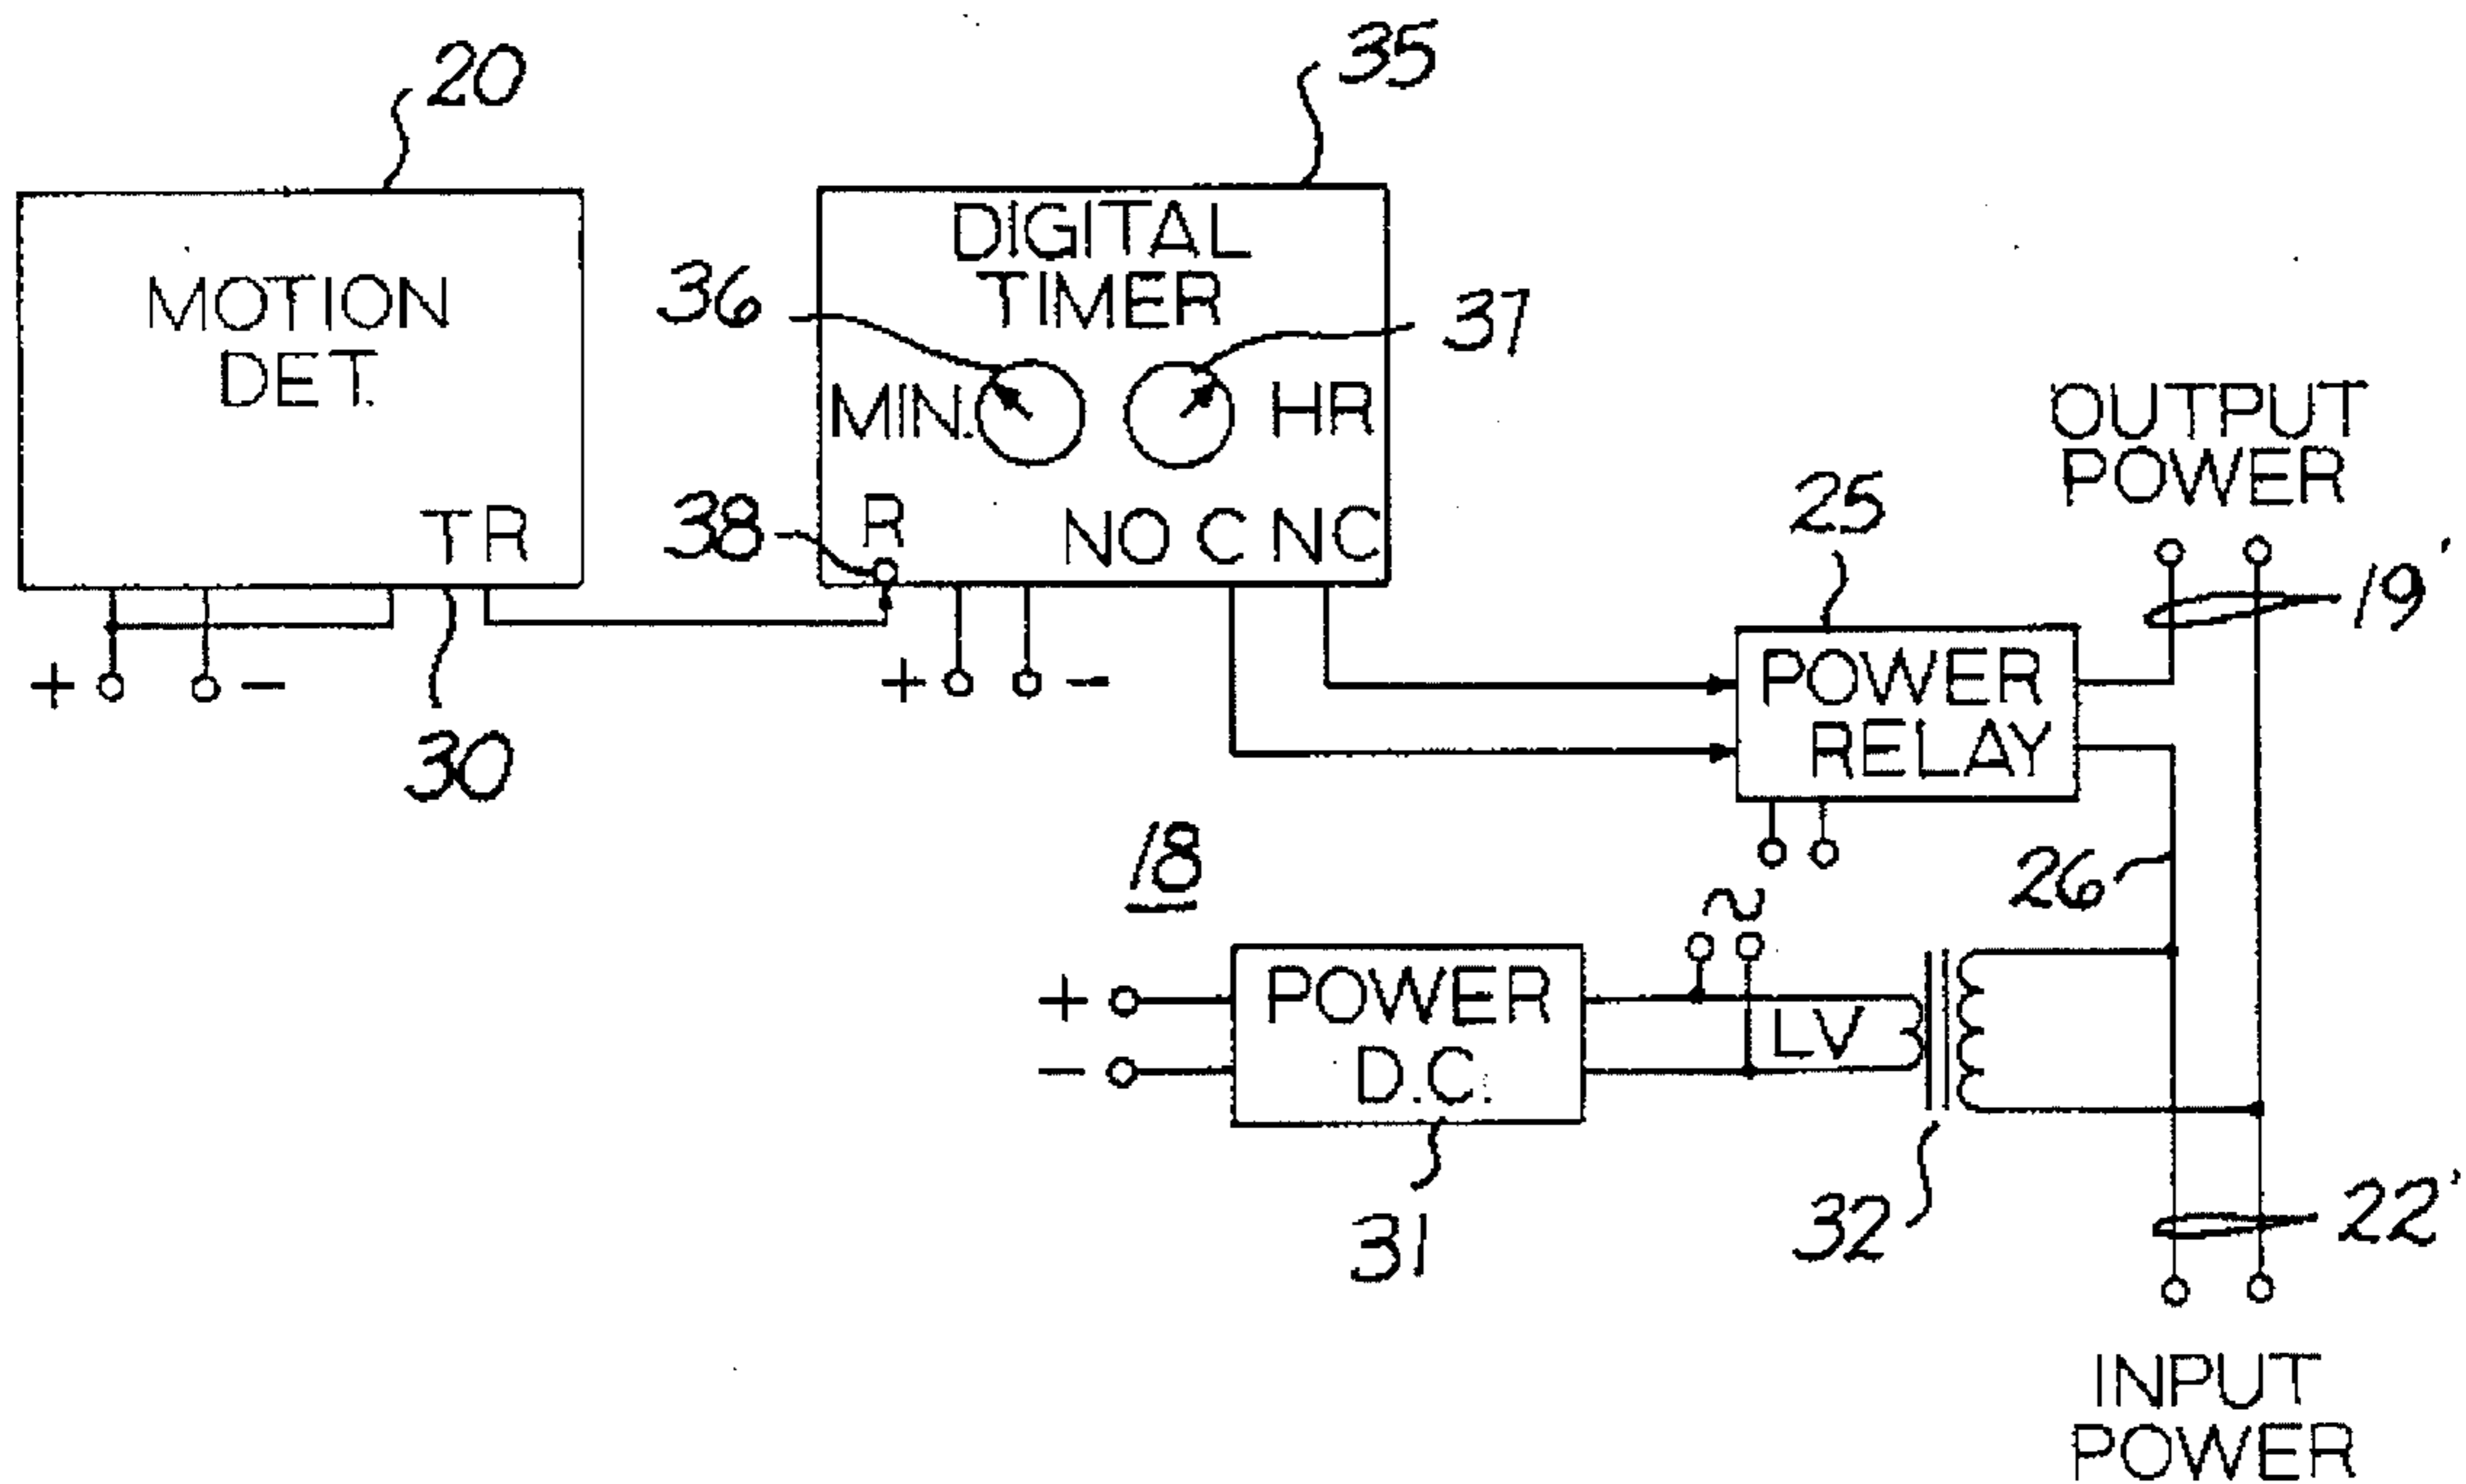 20
35
MOTION
DET.
TR
DIGITAL
TIMER
36
37
MIN.
HR
38
R
NO C NC
+
-
30
+
-
OUTPUT
POWER
25
19'
POWER
RELAY
26
18
~
+
-
POWER
D.C.
LV
31
32
22'
INPUT
POWER